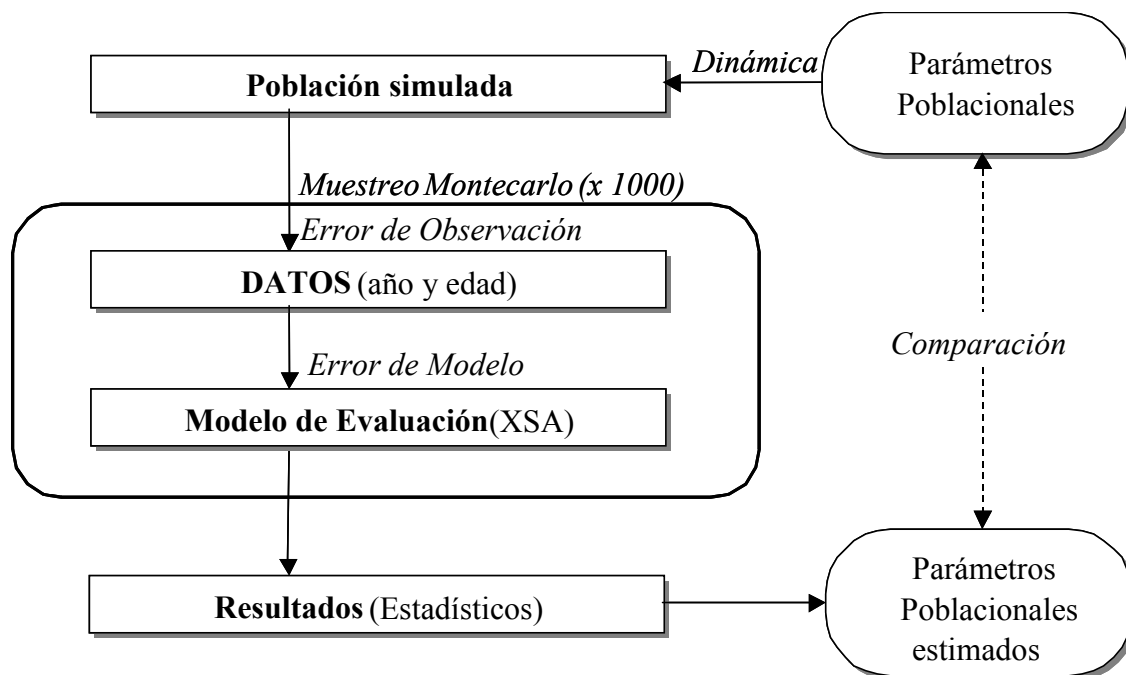 Dinámica
Parámetros
Poblacionales
Población simulada
Muestreo Montecarlo (x 1000)
Error de Observación
DATOS (año y edad)
Error de Modelo
Comparación
Modelo de Evaluación(XSA)
Parámetros
Poblacionales
estimados
Resultados (Estadísticos)